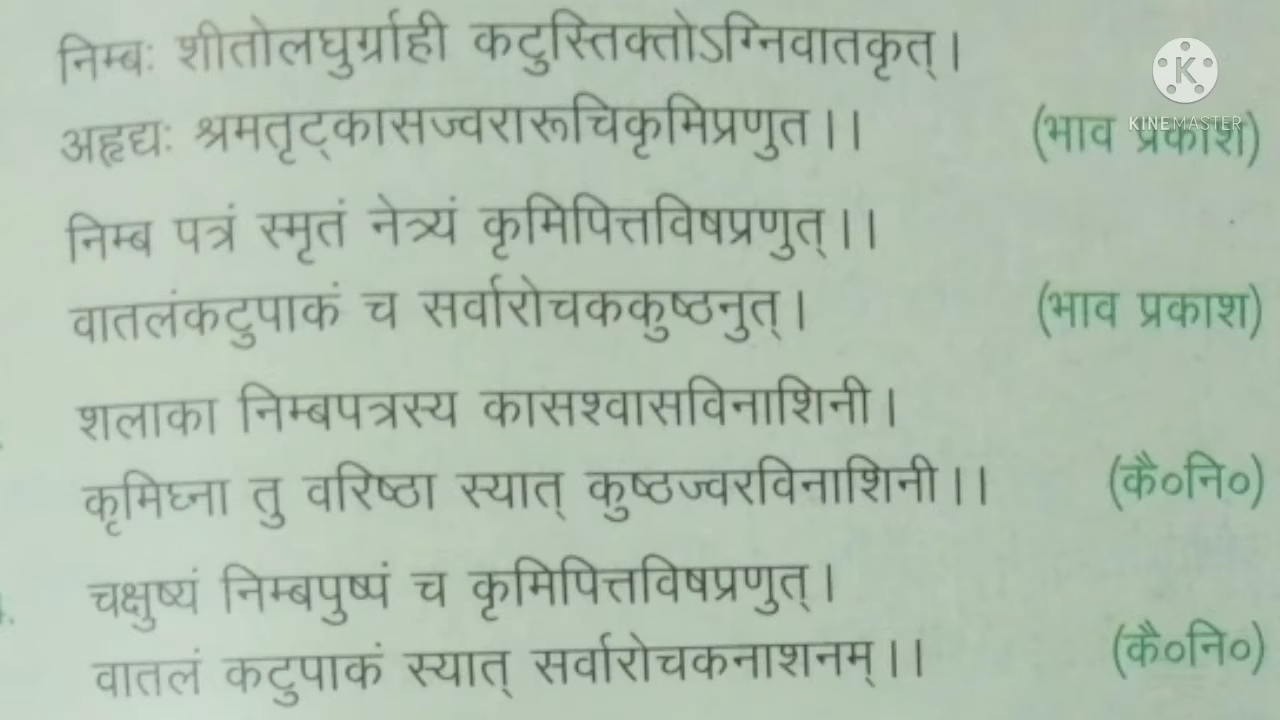 निम्बः शीतोलघुर्ग्राही कटुस्तिक्तोऽग्निवातकृत्।
अहृद्यः श्रमतृट्कासज्वरारूचिकृमिप्रणुत।। (भाव प्रकाश)
निम्ब पत्रं स्मृतं नेत्र्यं कृमिपित्तविषप्रणुत्।।
वातलंकटुपाकं च सर्वारोचककुष्ठनुत्। (भाव प्रकाश)
शलाका निम्बपत्रस्य कासश्वासविनाशिनी।
कृमिघ्ना तु वरिष्ठा स्यात् कुष्ठज्वरविनाशिनी।। (कै०नि०)
चक्षुष्यं निम्बपुष्पं च कृमिपित्तविषप्रणुत्।
वातलं कटुपाकं स्यात् सर्वारोचकनाशनम्।। (कै०नि०)
K
KINEMASTER